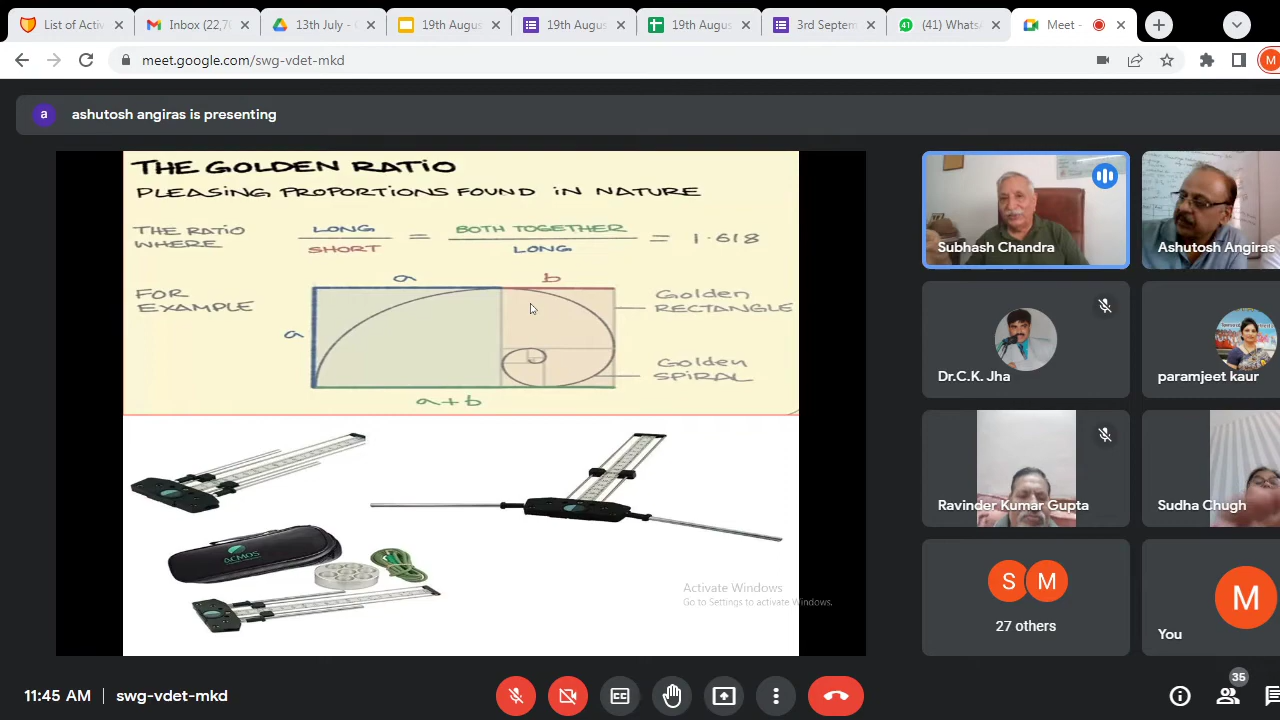 List of Activ
Inbox (22,70
13th July - 
19th Augus
19th Augus
19th Augus
3rd Septem
(41) WhatsA
Meet -
meet.google.com/swg-vdet-mkd
M
a
ashutosh angiras is presenting
THE GOLDEN RATIO
PLEASING PROPORTIONS FOUND IN NATURE
THE RATIO WHERE
LONG
SHORT
=
BOTH TOGETHER
LONG
= 1.618
FOR EXAMPLE
a
b
a
Golden RECTANGLE
Golden SPIRAL
a + b
ACMOS
Activate Windows
Go to Settings to activate Windows.
Subhash Chandra
Ashutosh Angiras
Dr.C.K. Jha
paramjeet kaur
Ravinder Kumar Gupta
Sudha Chugh
S M
27 others
M
You
11:45 AM | swg-vdet-mkd
35